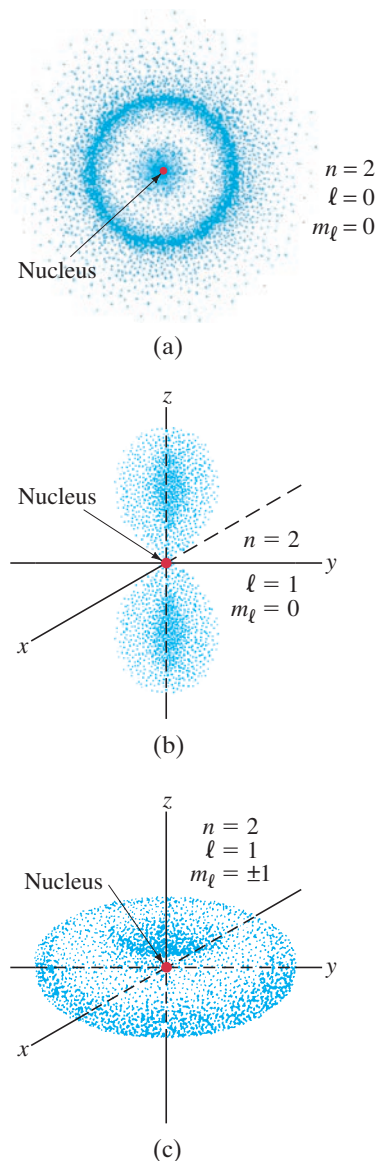 n = 2
ℓ = 0
mℓ = 0
Nucleus
(a)
z
Nucleus
n = 2
y
ℓ = 1
mℓ = 0
x
(b)
z
n = 2
ℓ = 1
mℓ = ±1
Nucleus
y
x
(c)